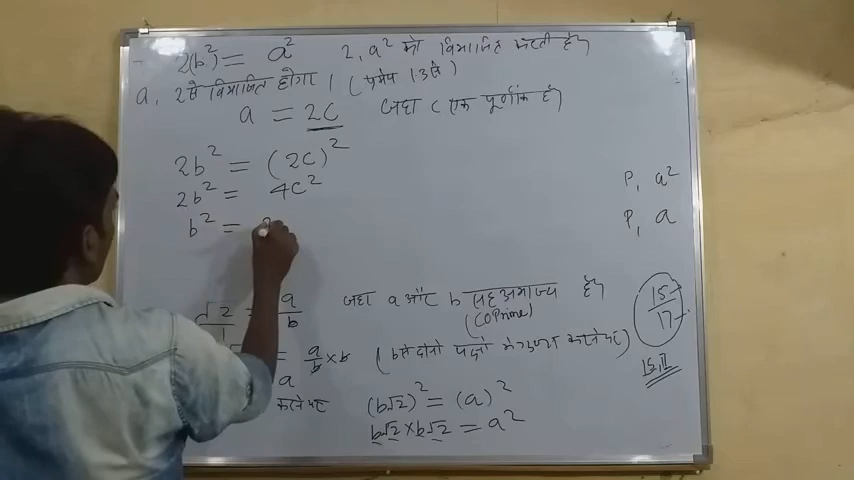 2(b²) = a² 2, a² को विभाजित करती है
a, 2 से विभाजित होगा । (प्रमेय 1.3 से)
a = 2C जहा C एक पूर्णांक है
2b² = (2C)²
2b² = 4C²
b² =
P, a²
P, a
√2 = a/b जहा a और b सहअभाज्य है
(COPrime)
15/17
= a/b × b (b से दोनो पक्षो मे गुणा करने पर)
a
करने पर
(b√2)² = (a)²
b√2 × b√2 = a²